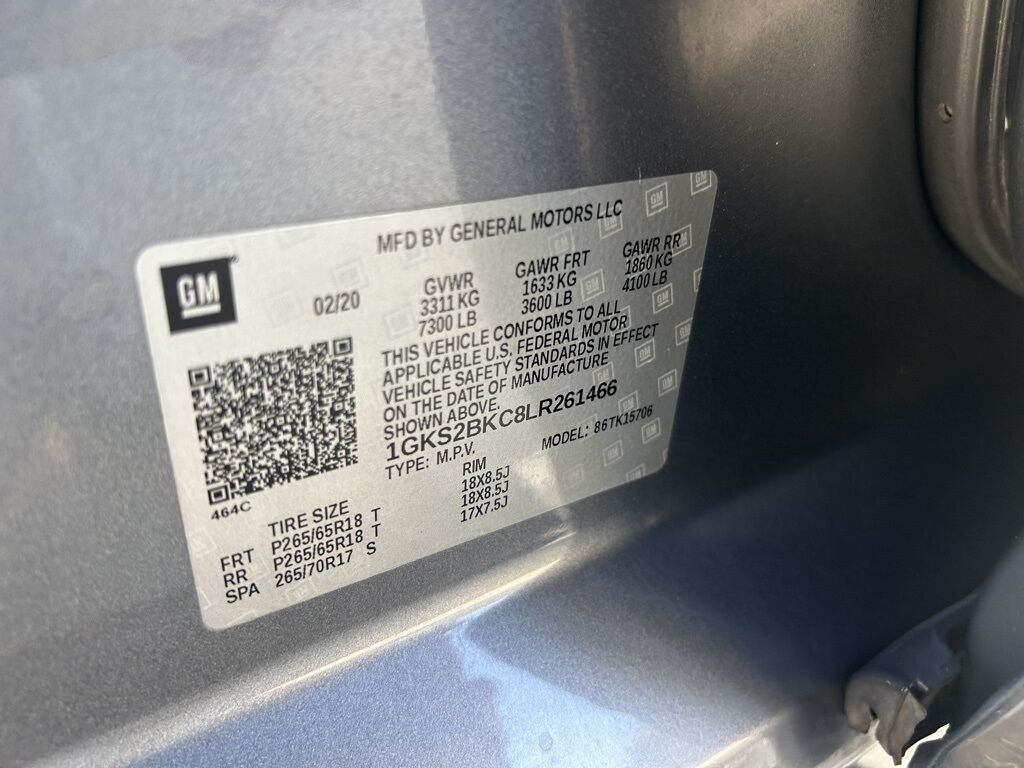 MFD BY GENERAL MOTORS LLC
GM
02/20
GVWR
3311 KG
7300 LB
GAWR FRT
1633 KG
3600 LB
GAWR RR
1860 KG
4100 LB
THIS VEHICLE CONFORMS TO ALL
APPLICABLE U.S. FEDERAL MOTOR
VEHICLE SAFETY STANDARDS IN EFFECT
ON THE DATE OF MANUFACTURE
SHOWN ABOVE.
1GKS2BKC8LR261466
TYPE: M.P.V. MODEL: 86TK15706
464C
TIRE SIZE RIM
FRT P265/65R18 T 18X8.5J
RR P265/65R18 T 18X8.5J
SPA 265/70R17 S 17X7.5J